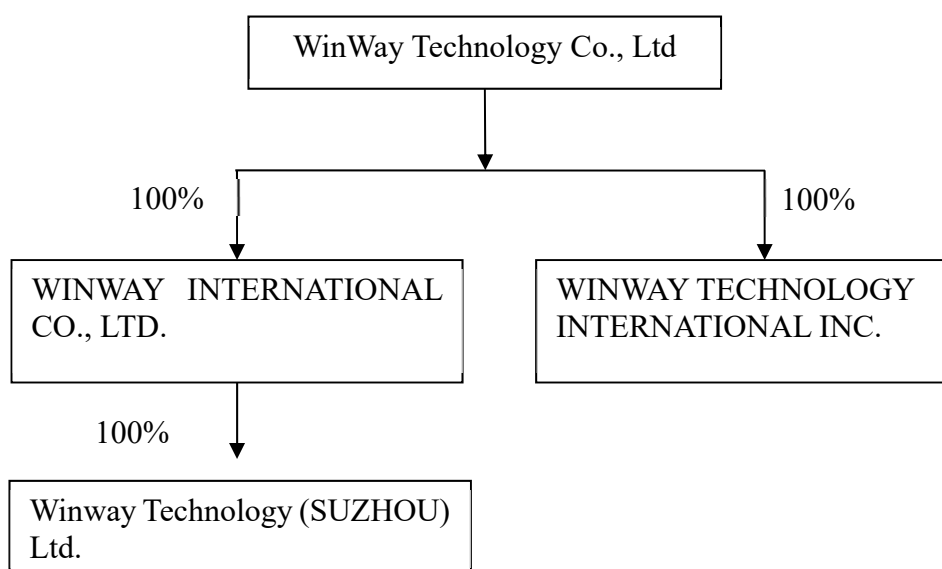 WinWay Technology Co., Ltd
100%
100%
WINWAY INTERNATIONAL
CO., LTD.
WINWAY TECHNOLOGY
INTERNATIONAL INC.
100%
Winway Technology (SUZHOU)
Ltd.